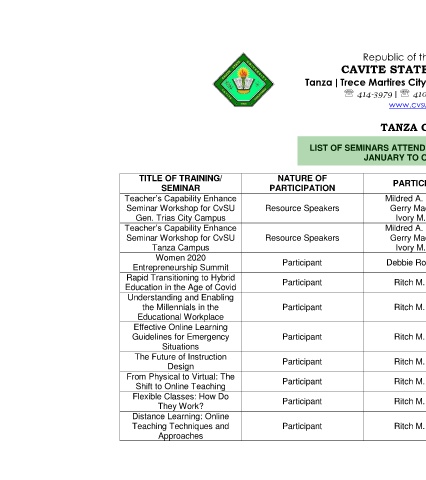 Republic of th
CAVITE STATE
Tanza | Trece Martires City
☏ 414-3979 | ☏ 410
www.cvsu
TANZA C
LIST OF SEMINARS ATTEND
JANUARY TO O
TITLE OF TRAINING/
SEMINAR
NATURE OF
PARTICIPATION
PARTICI
Teacher's Capability Enhance
Seminar Workshop for CvSU
Gen. Trias City Campus
Resource Speakers
Mildred A.
Gerry Mae
Ivory M.
Teacher's Capability Enhance
Seminar Workshop for CvSU
Tanza Campus
Resource Speakers
Mildred A.
Gerry Mae
Ivory M.
Women 2020
Entrepreneurship Summit
Participant
Debbie Ro
Rapid Transitioning to Hybrid
Education in the Age of Covid
Participant
Ritch M.
Understanding and Enabling
the Millennials in the
Educational Workplace
Participant
Ritch M.
Effective Online Learning
Guidelines for Emergency
Situations
Participant
Ritch M.
The Future of Instruction
Design
Participant
Ritch M.
From Physical to Virtual: The
Shift to Online Teaching
Participant
Ritch M.
Flexible Classes: How Do
They Work?
Participant
Ritch M.
Distance Learning: Online
Teaching Techniques and
Approaches
Participant
Ritch M.